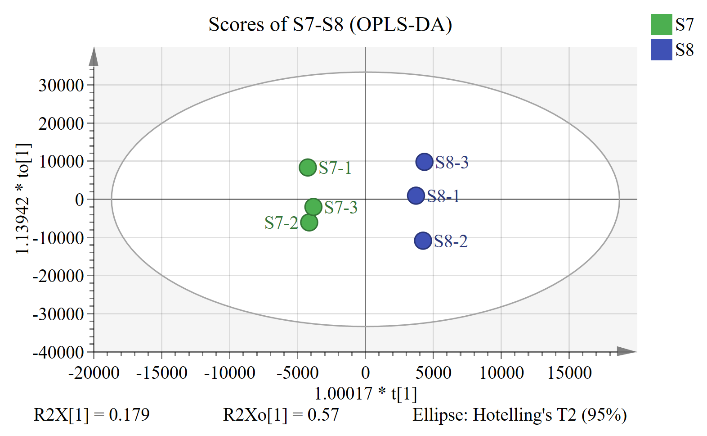 Scores of S7-S8 (OPLS-DA)
S7
S8
30000
20000
10000
0
-10000
-20000
-30000
-40000
1.13942 * to[1]
S7-1
S7-3
S7-2
S8-3
S8-1
S8-2
-20000 -15000 -10000 -5000 0 5000 10000 15000
1.00017 * t[1]
R2X[1] = 0.179 R2Xo[1] = 0.57 Ellipse: Hotelling's T2 (95%)